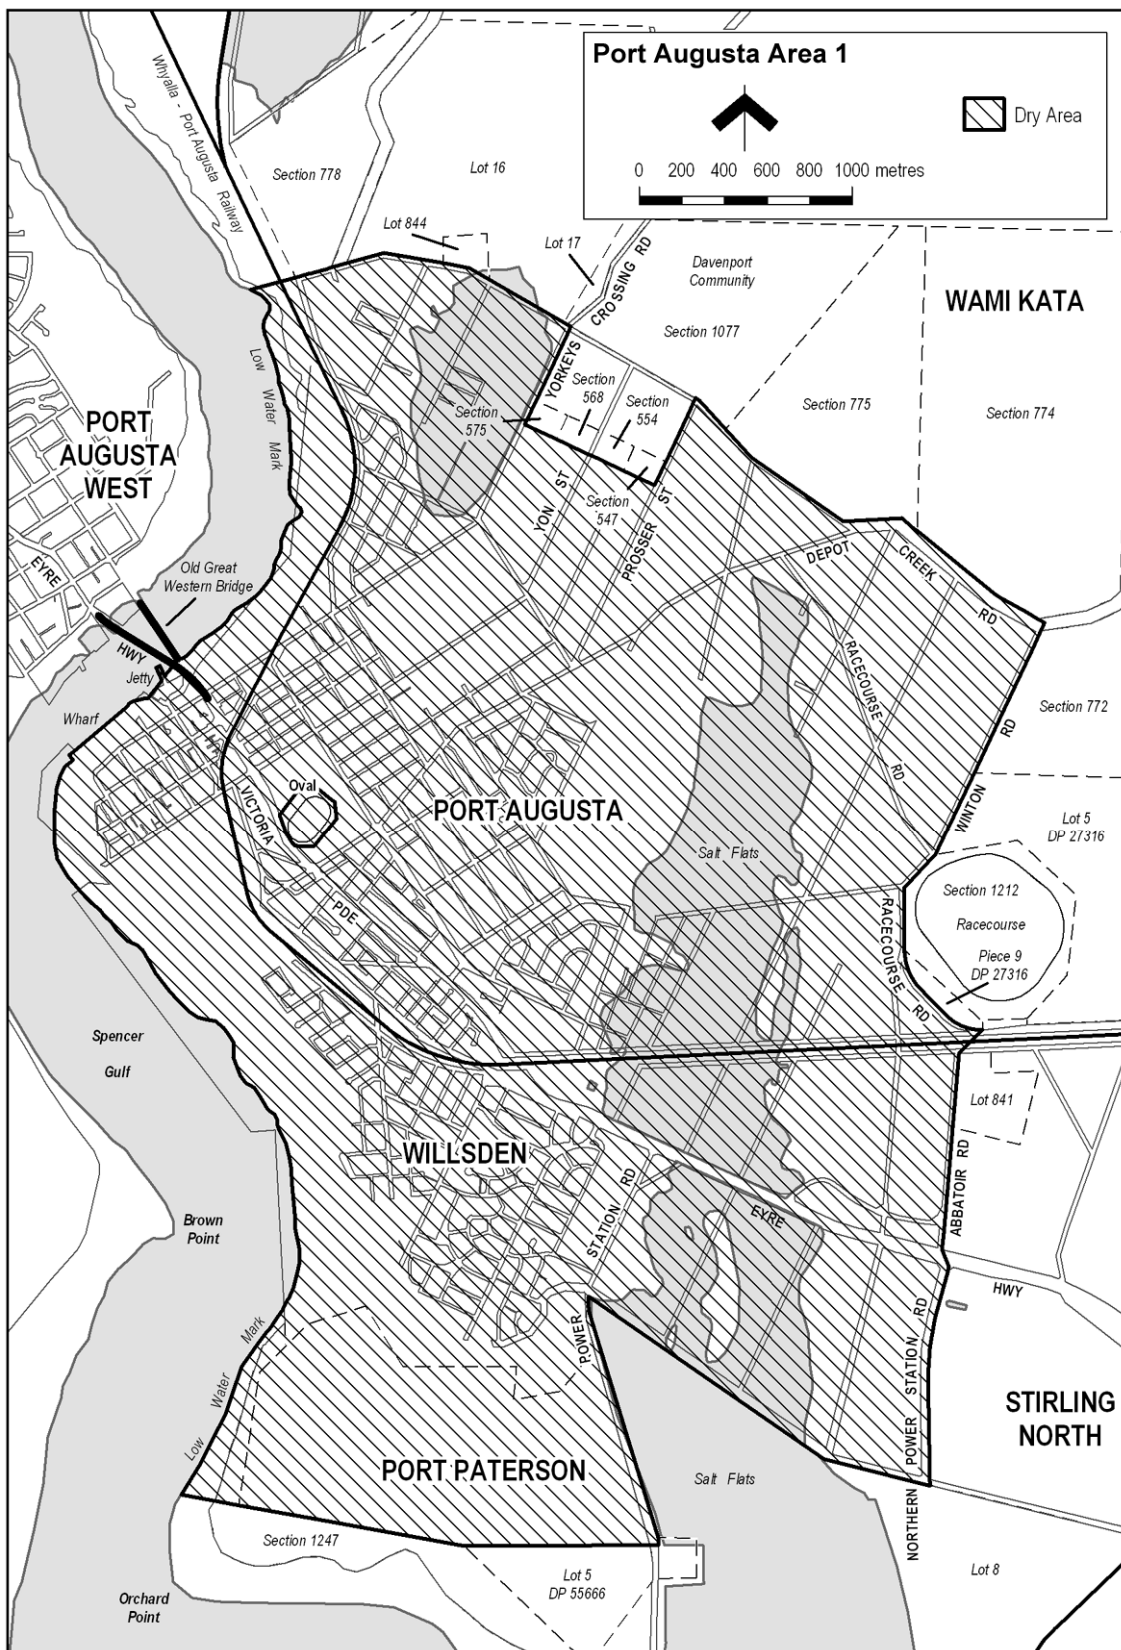 Port Augusta Area 1
Dry Area
0 200 400 600 800 1000 metres
Whyalla - Port Augusta Railway
Section 778
Lot 16
Lot 844
Lot 17
YORKEYS CROSSING RD
Davenport
Community
Section 1077
WAMI KATA
Section 775
Section 774
Low Water Mark
PORT
AUGUSTA
WEST
Section
568
Section
554
Section
575
Section
547
YON ST
PROSSER ST
DEPOT CREEK RD
EYRE HWY
Old Great
Western Bridge
Jetty
Wharf
RACECOURSE RD
Section 772
WINTON RD
Oval
VICTORIA PDE
PORT AUGUSTA
Salt Flats
Lot 5
DP 27316
Section 1212
Racecourse
Piece 9
DP 27316
RACECOURSE RD
Spencer
Gulf
Lot 841
WILLSDEN
ABBATOIR RD
Brown
Point
POWER STATION RD
EYRE HWY
Low Water Mark
NORTHERN POWER STATION RD
STIRLING
NORTH
PORT PATERSON
Salt Flats
Section 1247
Lot 5
DP 55666
Lot 8
Orchard
Point